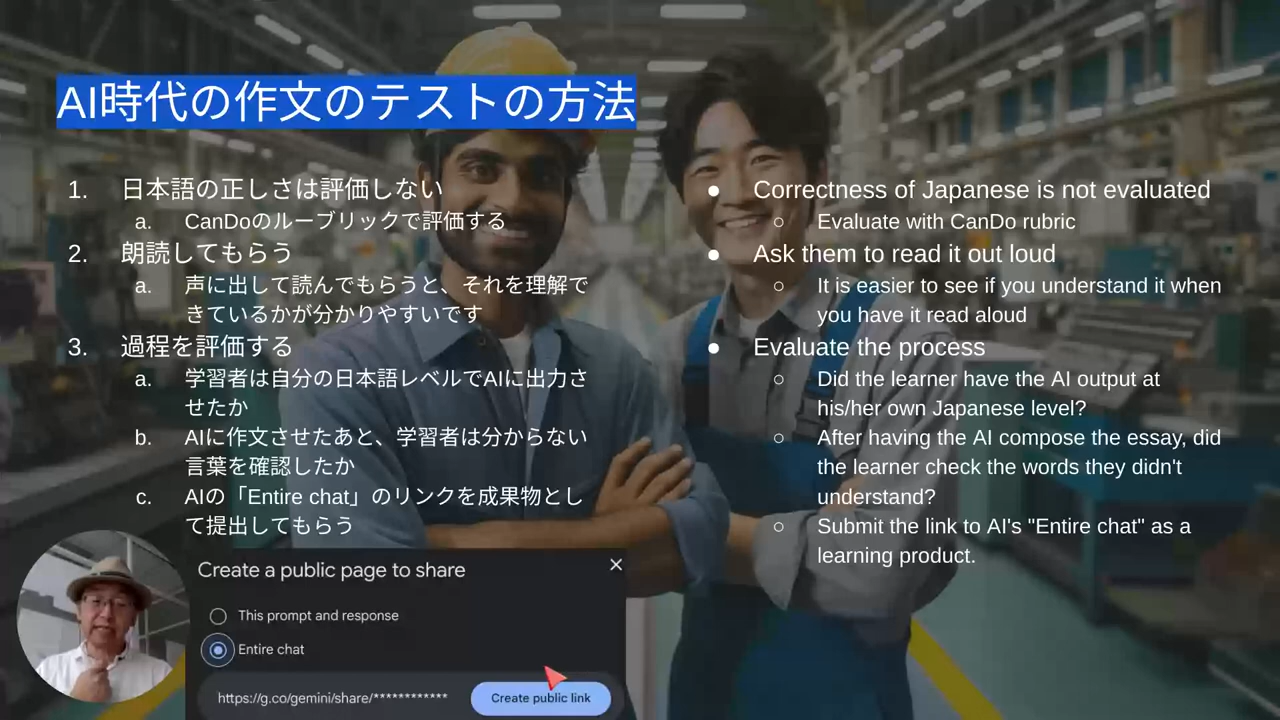 AI時代の作文のテストの方法
1. 日本語の正しさは評価しない
a. CanDoのルーブリックで評価する
2. 朗読してもらう
a. 声に出して読んでもらうと、それを理解で
きているかが分かりやすいです
3. 過程を評価する
a. 学習者は自分の日本語レベルでAIに出力さ
せたか
b. AIに作文させたあと、学習者は分からない
言葉を確認したか
c. AIの「Entire chat」のリンクを成果物とし
て提出してもらう
● Correctness of Japanese is not evaluated
○ Evaluate with CanDo rubric
● Ask them to read it out loud
○ It is easier to see if you understand it when
you have it read aloud
● Evaluate the process
○ Did the learner have the AI output at
his/her own Japanese level?
○ After having the AI compose the essay, did
the learner check the words they didn't
understand?
○ Submit the link to AI's "Entire chat" as a
learning product.
Create a public page to share
This prompt and response
Entire chat
https://g.co/gemini/share/************
Create public link